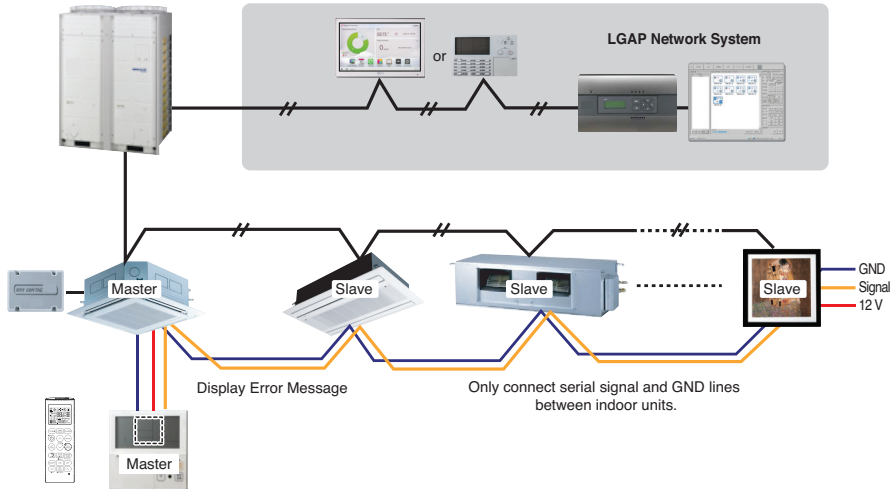 LGAP Network System
or
Master
Slave
Slave
Slave
GND
Signal
12 V
Display Error Message
Only connect serial signal and GND lines
between indoor units.
Master